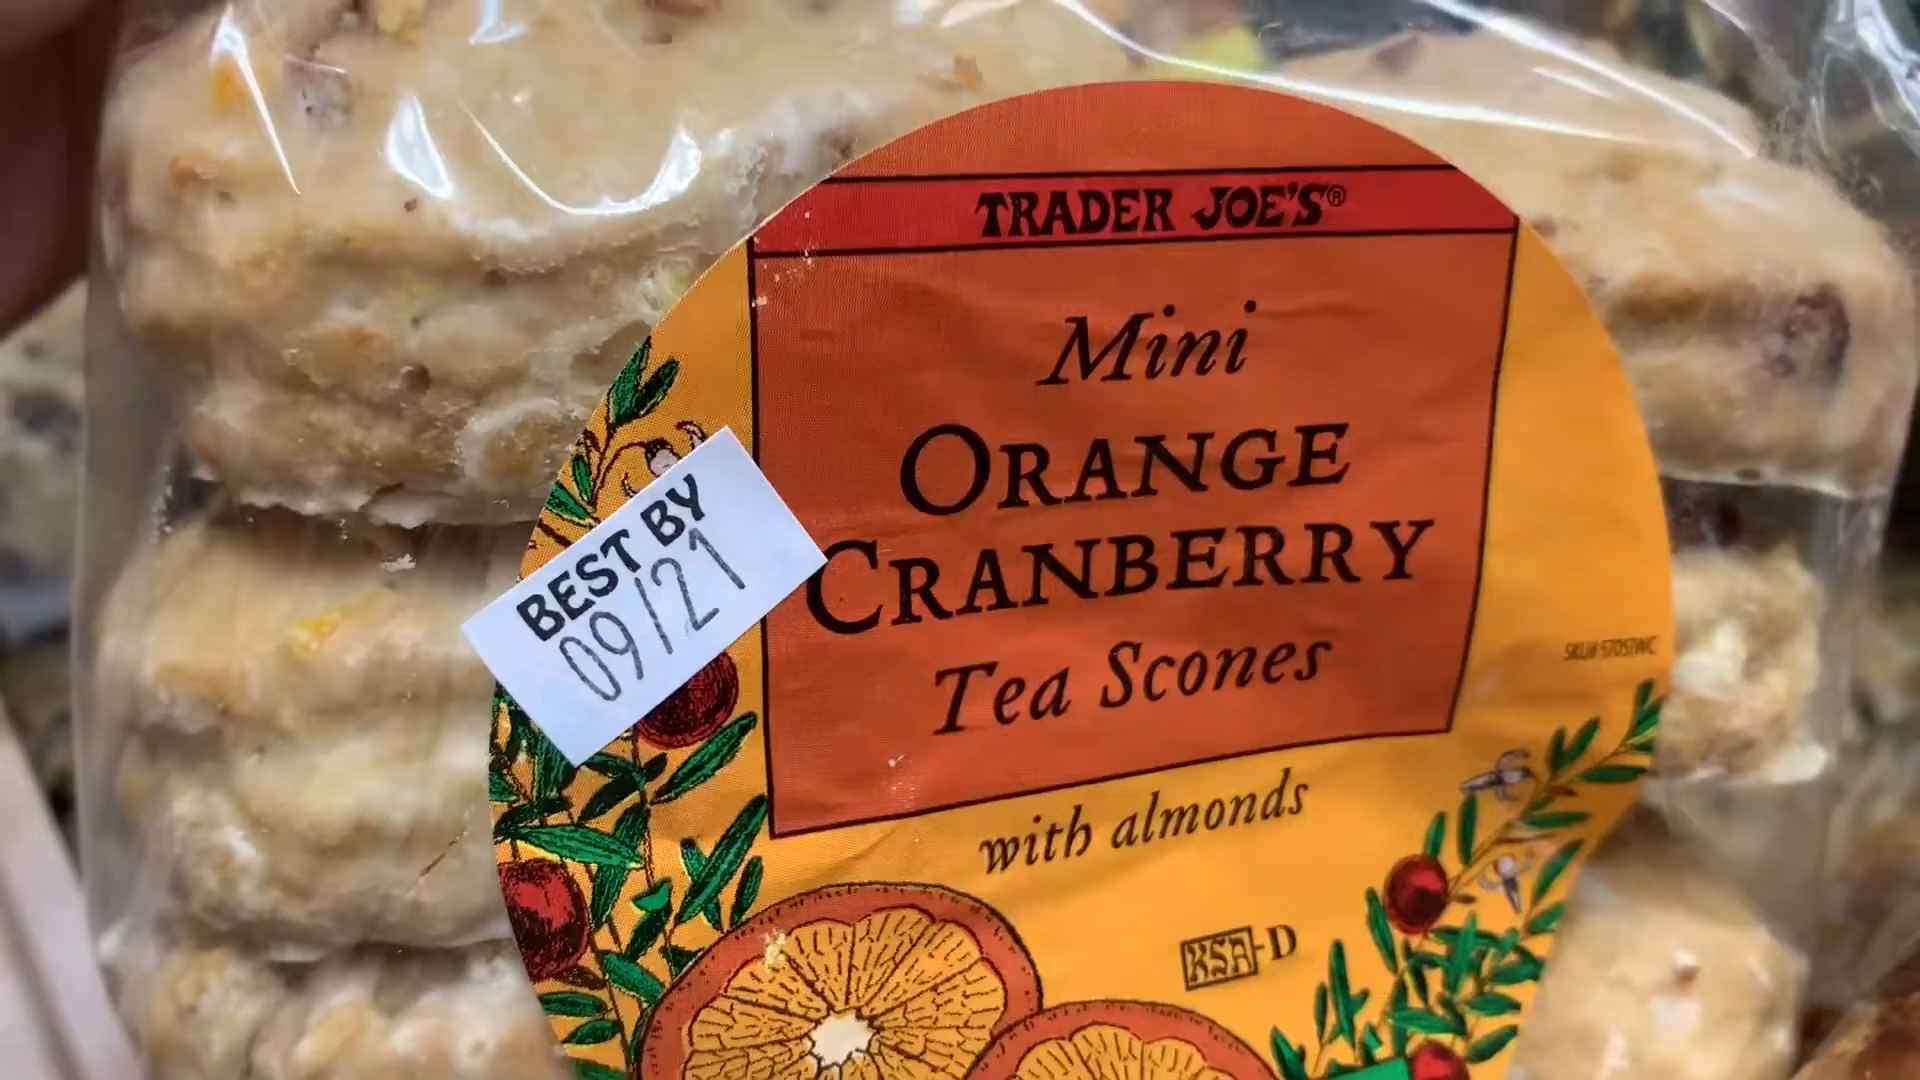 TRADER JOE'S®
Mini
ORANGE
CRANBERRY
Tea Scones
with almonds
BEST BY
09/21
KSA-D